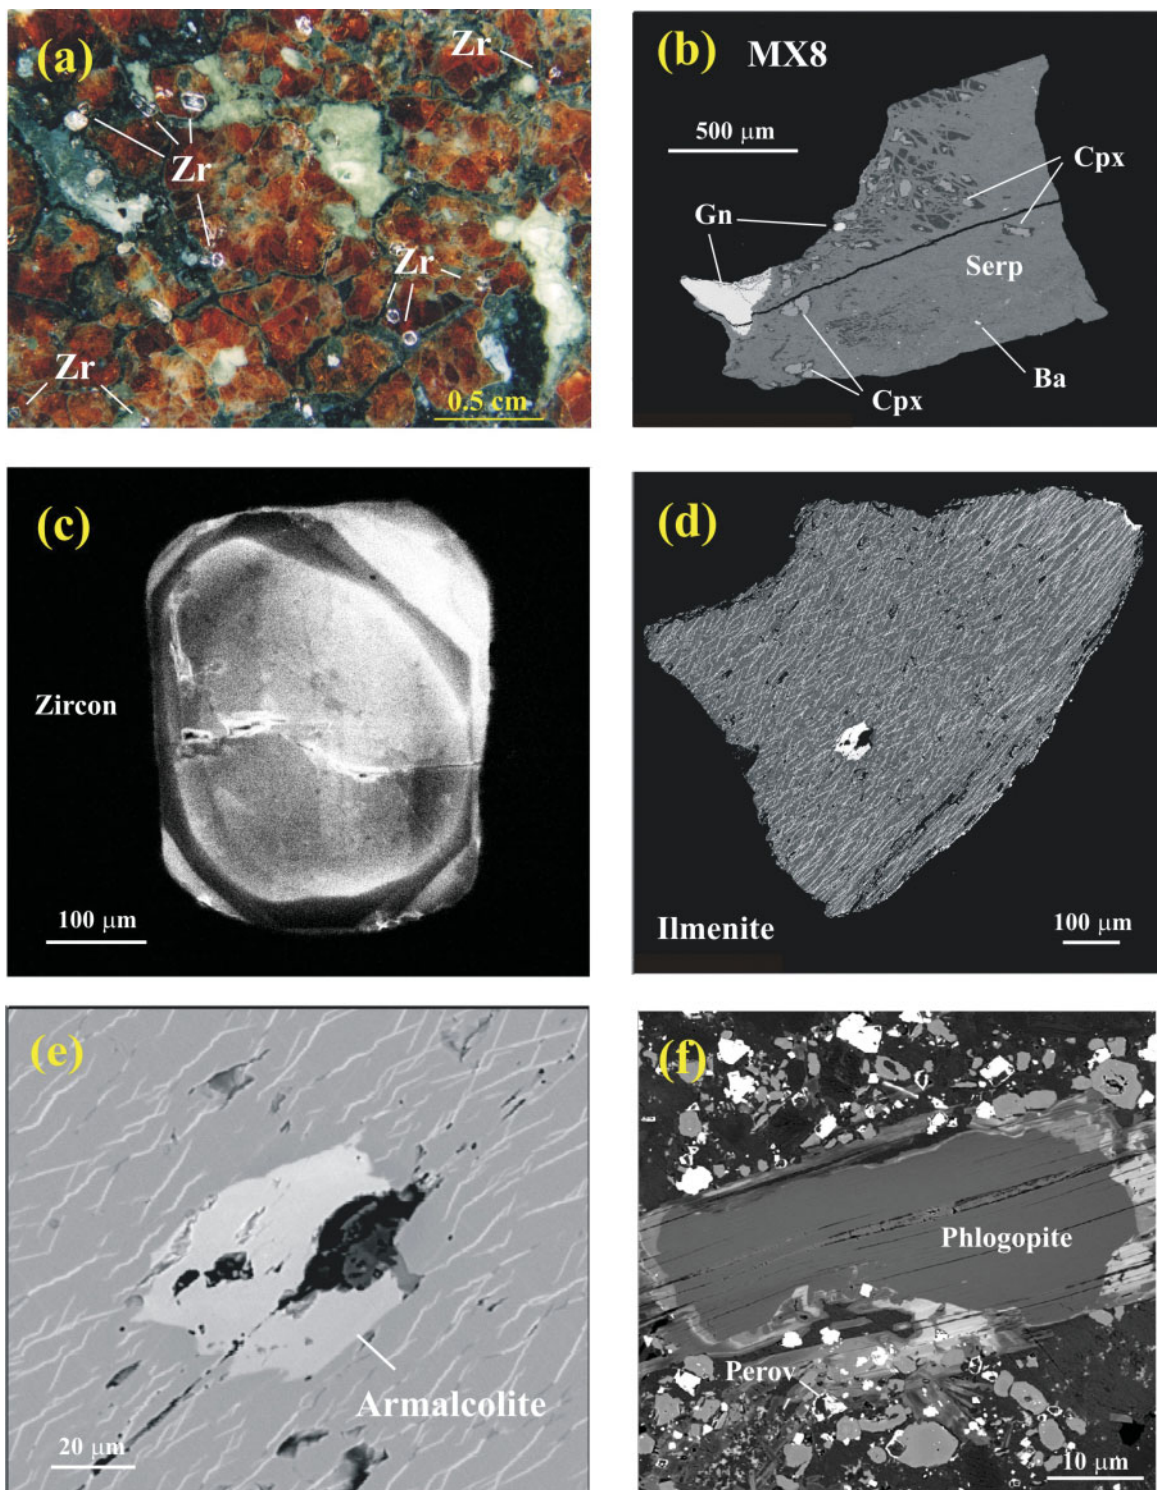 (a)
Zr
Zr
Zr
Zr
0.5 cm
(b) MX8
500 μm
Cpx
Gn
Serp
Ba
Cpx
(c)
Zircon
100 μm
(d)
Ilmenite
100 μm
(e)
Armalcolite
20 μm
(f)
Phlogopite
Perov
10 μm